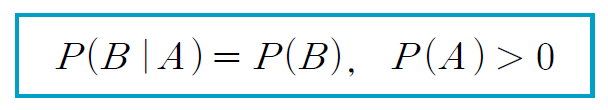 P(B | A) = P(B),   P(A) > 0